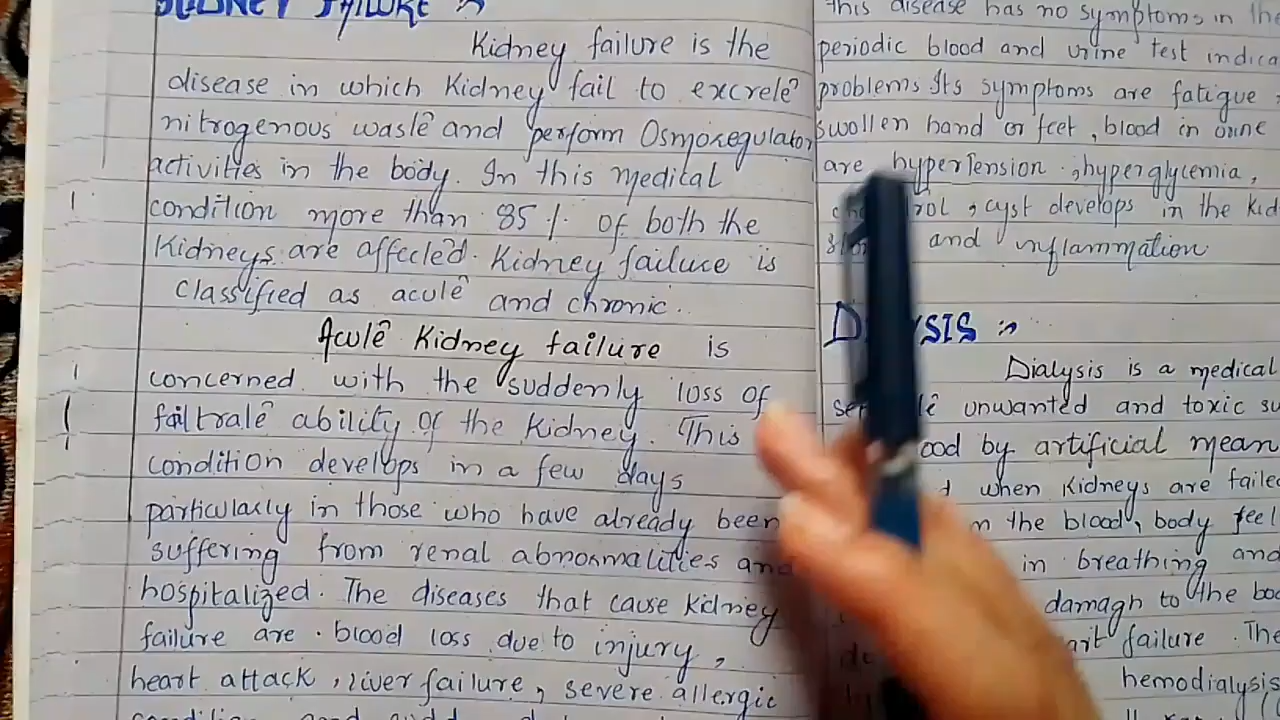 KIDNEY FAILURE :~
Kidney failure is the
disease in which Kidney fail to excrete
nitrogenous waste and perform Osmoregulator
activities in the body. In this medical
condition more than 85 % of both the
Kidneys are affected. Kidney failure is
classified as acute and chronic.
Acute Kidney failure is
concerned with the suddenly loss of
failtrate ability of the kidney. This
condition develops in a few days
particularly in those who have already been
suffering from renal abnormalities and
hospitalized. The diseases that cause Kidney
failure are . blood loss due to injury,
heart attack, liver failure, severe allergic
This disease has no symptoms in the
periodic blood and urine test indica
problems Its symptoms are fatigue
swollen hand or feet, blood in urine
are hypertension, hyperglycemia,
cyst develops in the kid
and inflammation
SIS :~
Dialysis is a medical
unwanted and toxic su
ood by artificial mean
when Kidneys are failed
the blood, body feel
in breathing and
damagh to the bo
failure. The
hemodialysis